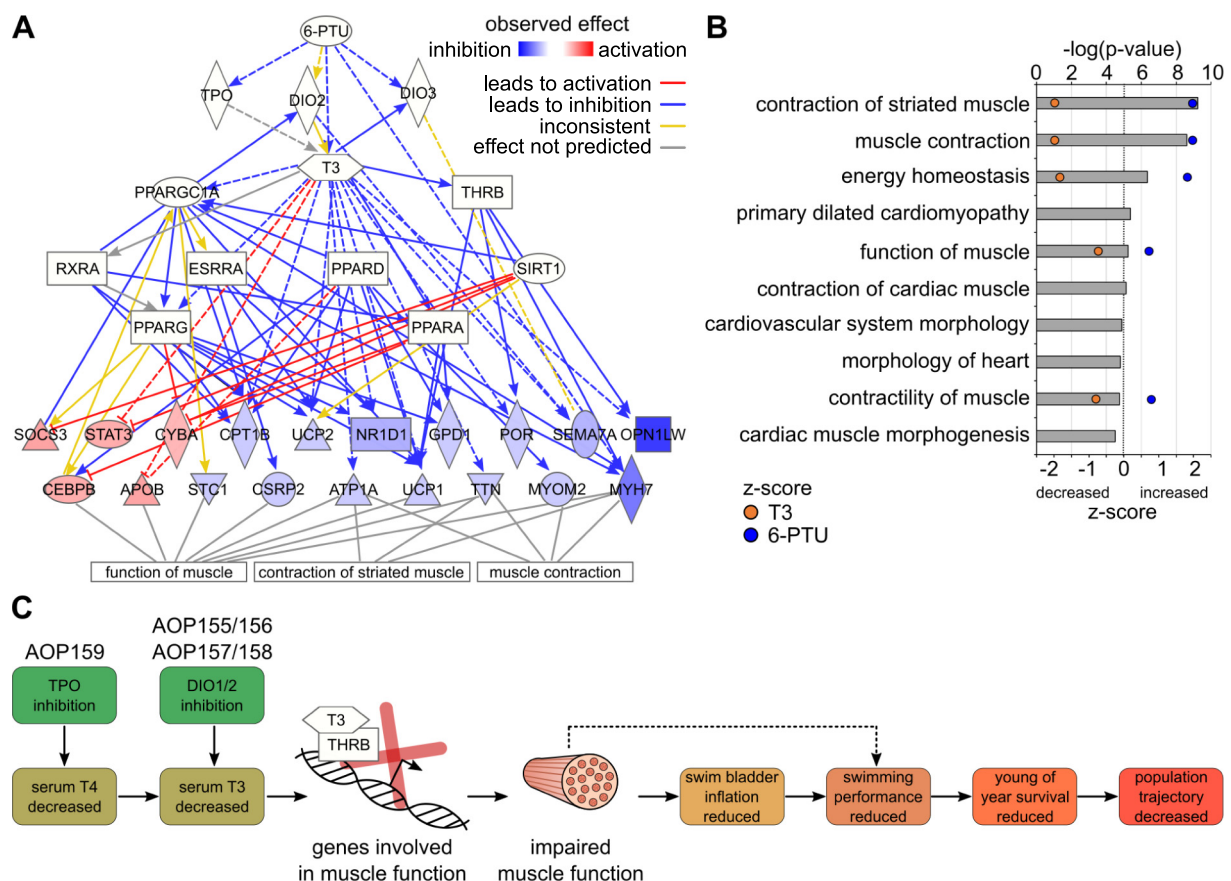 A
6-PTU
observed effect
inhibition activation
leads to activation
leads to inhibition
inconsistent
effect not predicted
TPO DIO2 DIO3
T3
PPARGC1A THRB
RXRA ESRRA PPARD SIRT1
PPARG PPARA
SOCS3 STAT3 CYBA CPT1B UCP2 NR1D1 GPD1 POR SEMA7A OPN1LW
CEBPB APOB STC1 CSRP2 ATP1A UCP1 TTN MYOM2 MYH7
function of muscle contraction of striated muscle muscle contraction
B
-log(p-value)
0 2 4 6 8 10
contraction of striated muscle
muscle contraction
energy homeostasis
primary dilated cardiomyopathy
function of muscle
contraction of cardiac muscle
cardiovascular system morphology
morphology of heart
contractility of muscle
cardiac muscle morphogenesis
-2 -1 0 1 2
decreased increased
z-score
z-score
T3
6-PTU
C
AOP159
AOP155/156
AOP157/158
TPO
inhibition
DIO1/2
inhibition
serum T4
decreased
serum T3
decreased
T3
THRB
genes involved
in muscle function
impaired
muscle function
swim bladder
inflation
reduced
swimming
performance
reduced
young of
year survival
reduced
population
trajectory
decreased